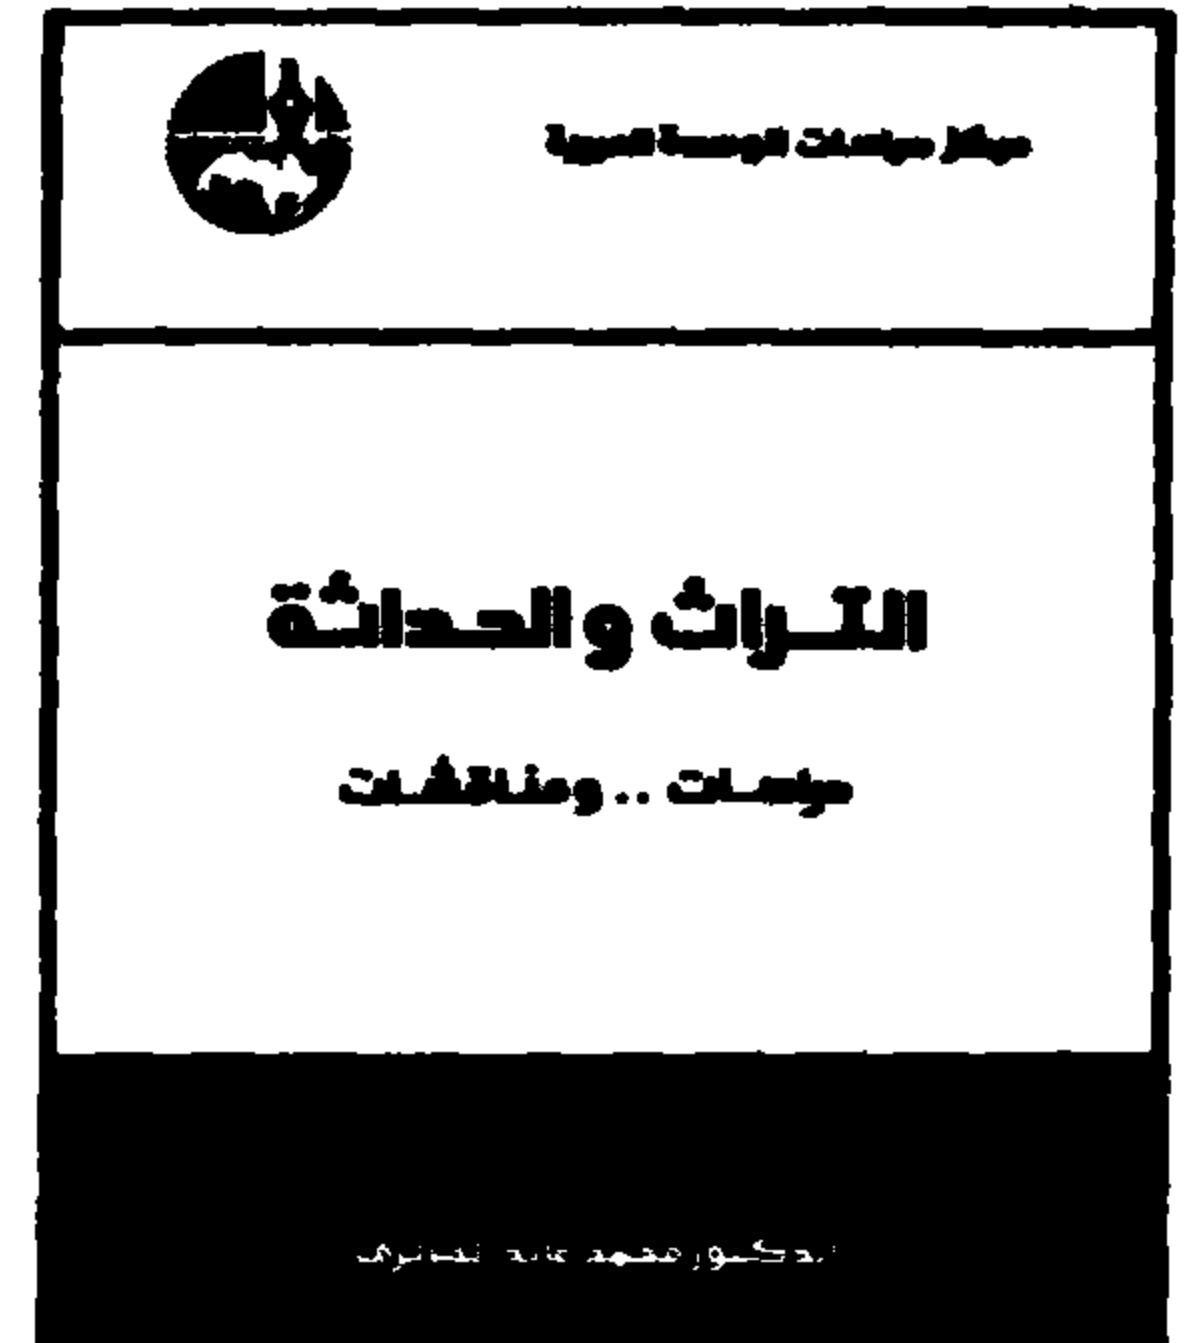 مركز دراسات الوحدة العربية
التراث والحداثة
دراسات .. ومناقشات
الدكتور محمد عابد الجابري